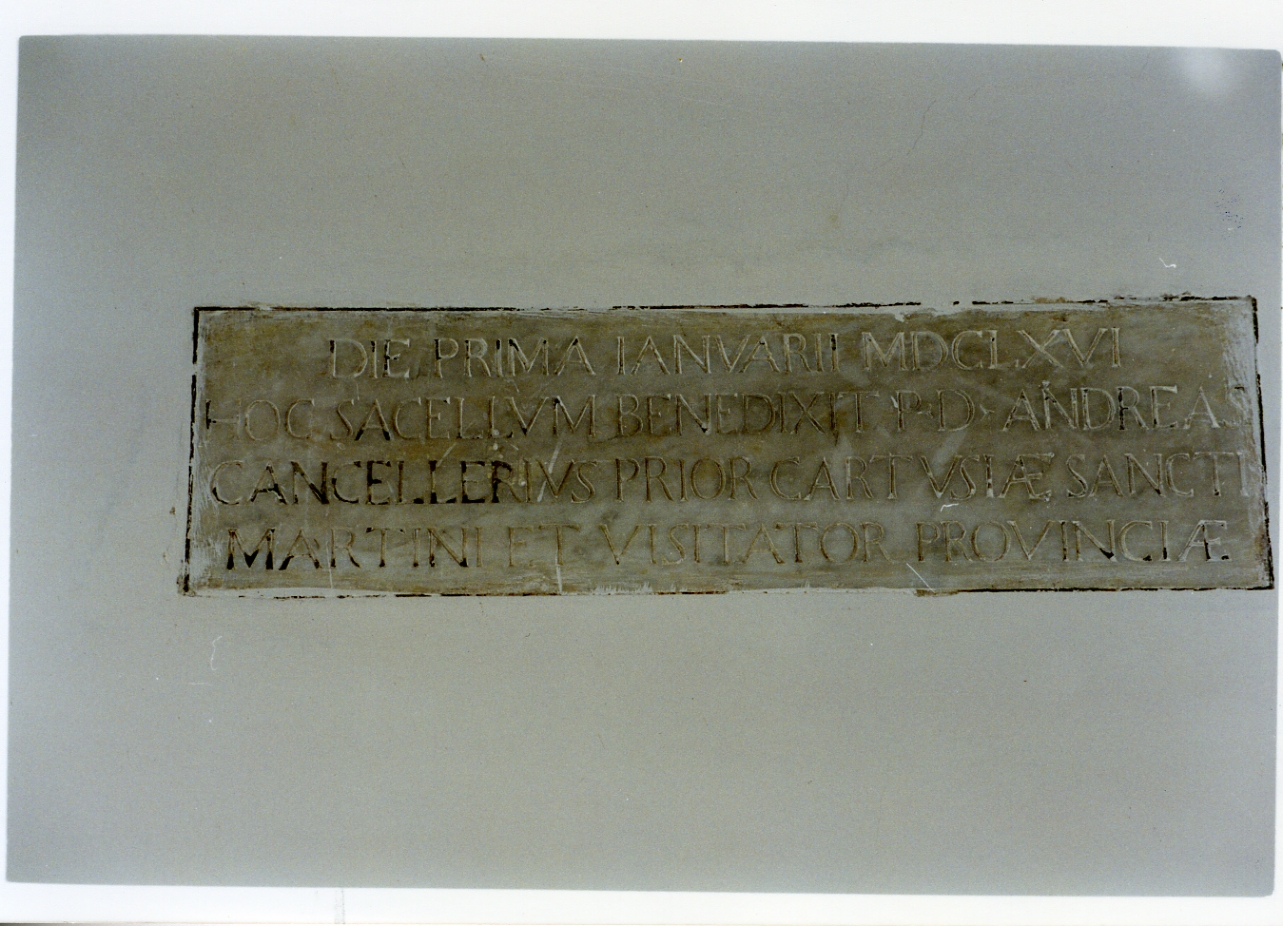 DIE PRIMA IANVARII MDCLXVI
HOC SACELLVM BENEDIXIT P·D· ANDREAS
CANCELLERIVS PRIOR CARTVSIÆ SANCTI
MARTINI ET VISITATOR PROVINCIÆ